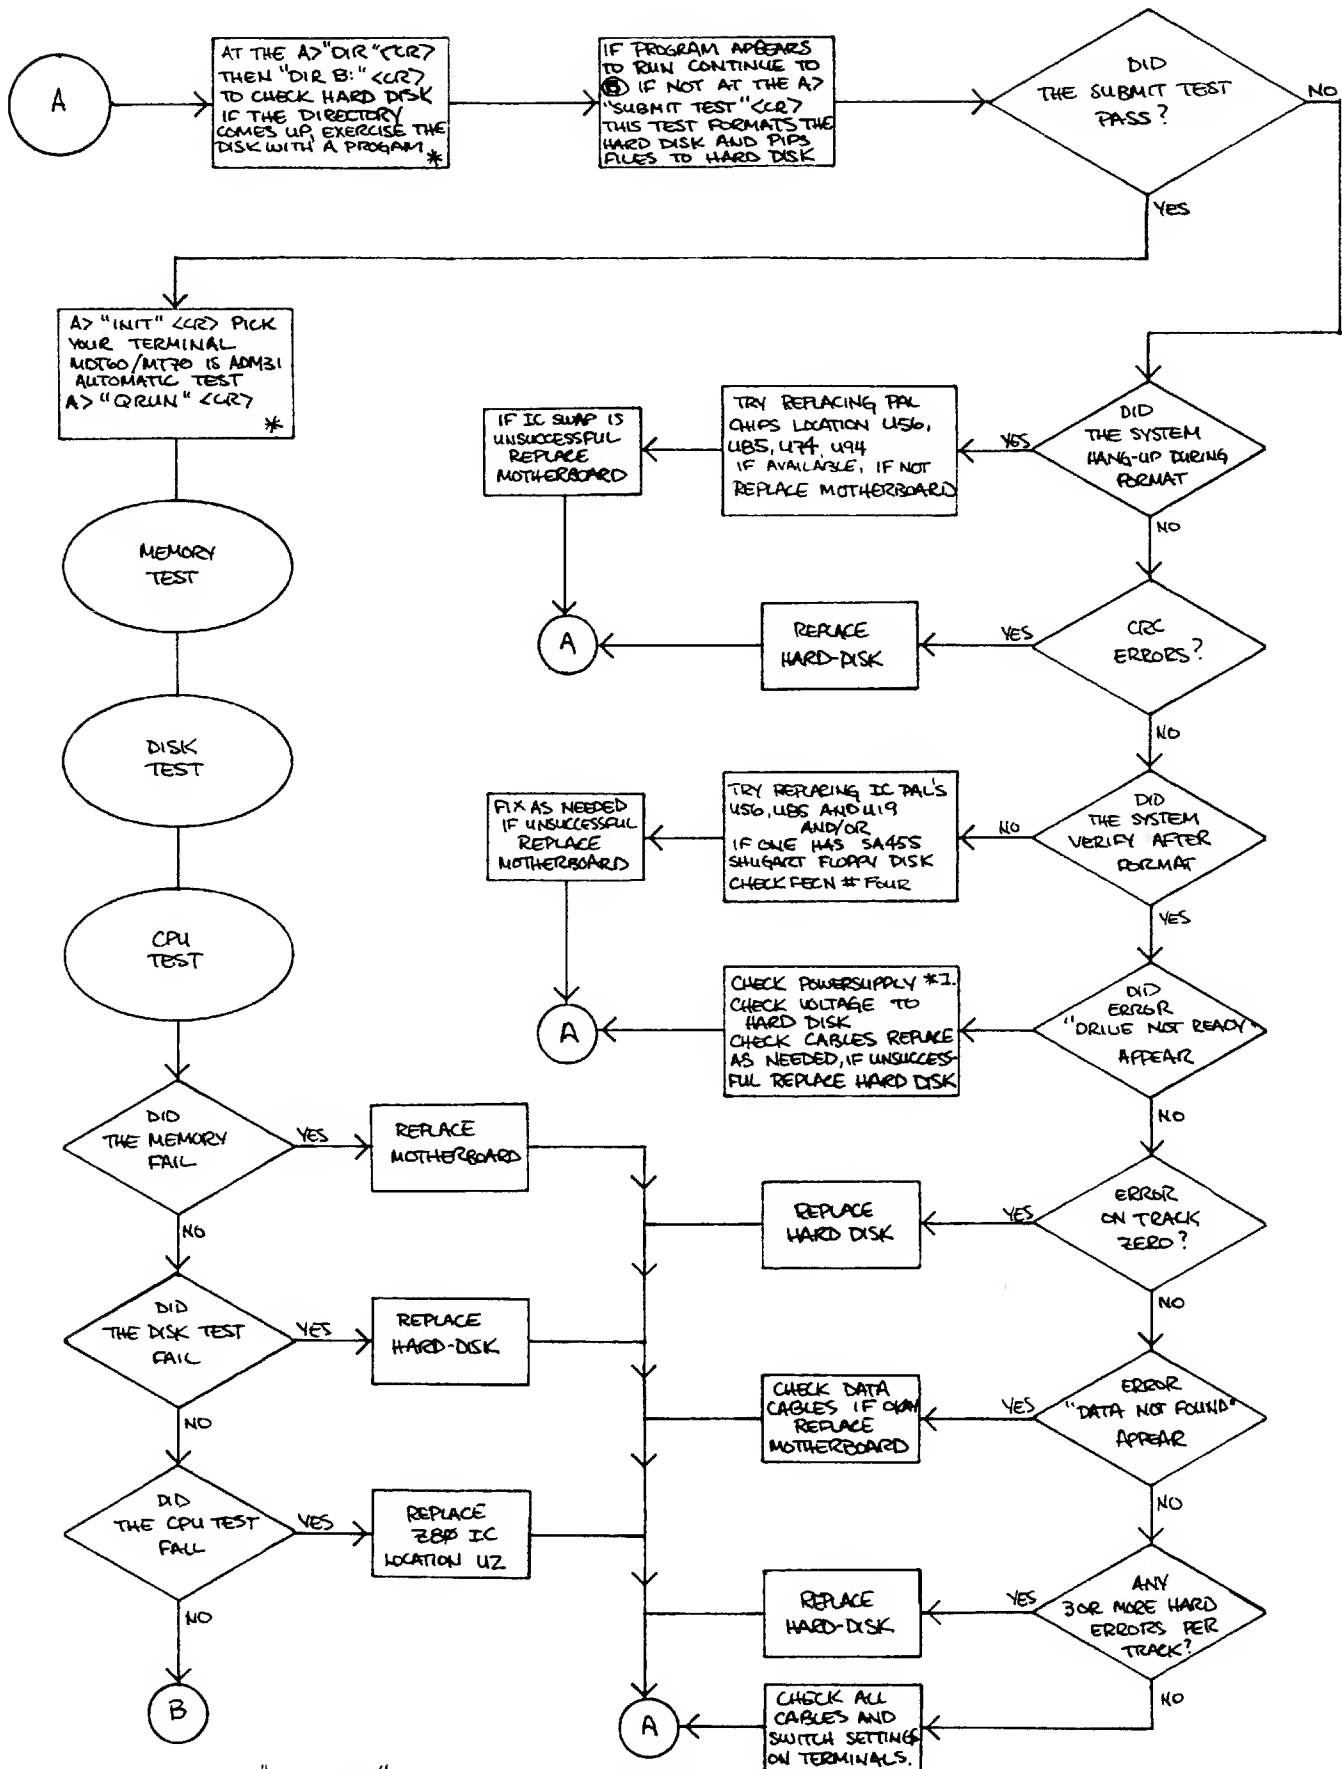 A
AT THE A>"DIR"<CR>
THEN "DIR B:" <CR>
TO CHECK HARD DISK
IF THE DIRECTORY
COMES UP, EXERCISE THE
DISK WITH A PROGAM *
IF PROGRAM APPEARS
TO RUN CONTINUE TO
Ⓑ IF NOT AT THE A>
"SUBMIT TEST" <CR>
THIS TEST FORMATS THE
HARD DISK AND PIPS
FILES TO HARD DISK
DID
THE SUBMIT TEST
PASS?
NO
YES
A> "INIT" <CR> PICK
YOUR TERMINAL
MDT60/MT70 IS ADM31
AUTOMATIC TEST
A> "QRUN" <CR>
*
MEMORY
TEST
DISK
TEST
CPU
TEST
DID
THE MEMORY
FAIL
YES
REPLACE
MOTHERBOARD
NO
DID
THE DISK TEST
FAIL
YES
REPLACE
HARD-DISK
NO
DID
THE CPU TEST
FAIL
YES
REPLACE
Z80 IC
LOCATION U2
NO
B
DID
THE SYSTEM
HANG-UP DURING
FORMAT
YES
TRY REPLACING PAL
CHIPS LOCATION U56,
U85, U74, U94
IF AVAILABLE, IF NOT
REPLACE MOTHERBOARD
IF IC SWAP IS
UNSUCCESSFUL
REPLACE
MOTHERBOARD
NO
CRC
ERRORS?
YES
REPLACE
HARD-DISK
A
NO
DID
THE SYSTEM
VERIFY AFTER
FORMAT
NO
TRY REPLACING IC PAL'S
U56, U85 AND U19
AND/OR
IF ONE HAS SA455
SHUGART FLOPPY DISK
CHECK FECN # FOUR
FIX AS NEEDED
IF UNSUCCESSFUL
REPLACE
MOTHERBOARD
YES
DID
ERROR
"DRIVE NOT READY"
APPEAR
CHECK POWERSUPPLY *1.
CHECK VOLTAGE TO
HARD DISK
CHECK CABLES REPLACE
AS NEEDED, IF UNSUCCESS-
FUL REPLACE HARD DISK
A
NO
ERROR
ON TRACK
ZERO?
YES
REPLACE
HARD DISK
NO
ERROR
"DATA NOT FOUND"
APPEAR
YES
CHECK DATA
CABLES IF OKAY
REPLACE
MOTHERBOARD
NO
ANY
3 OR MORE HARD
ERRORS PER
TRACK?
YES
REPLACE
HARD-DISK
NO
CHECK ALL
CABLES AND
SWITCH SETTINGS
ON TERMINALS.
A